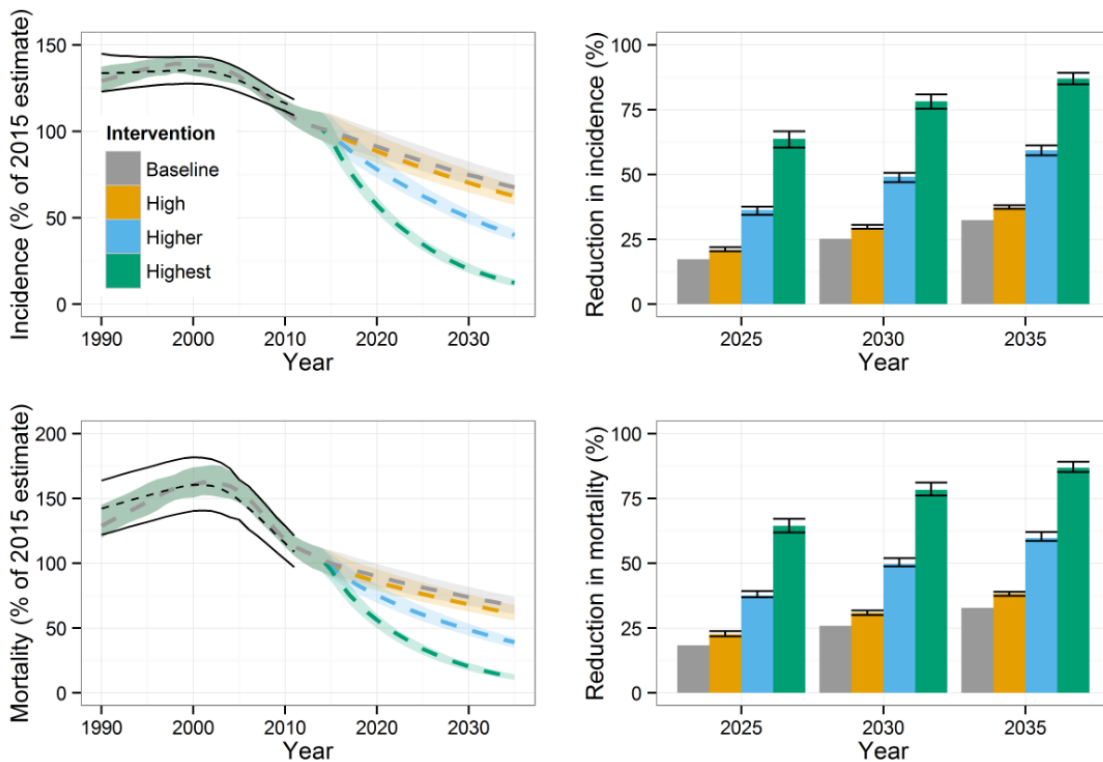 Incidence (% of 2015 estimate)
150
100
50
0
Intervention
Baseline
High
Higher
Highest
1990 2000 2010 2020 2030
Year
Reduction in incidence (%)
100
75
50
25
0
2025 2030 2035
Year
Mortality (% of 2015 estimate)
200
150
100
50
0
1990 2000 2010 2020 2030
Year
Reduction in mortality (%)
100
75
50
25
0
2025 2030 2035
Year